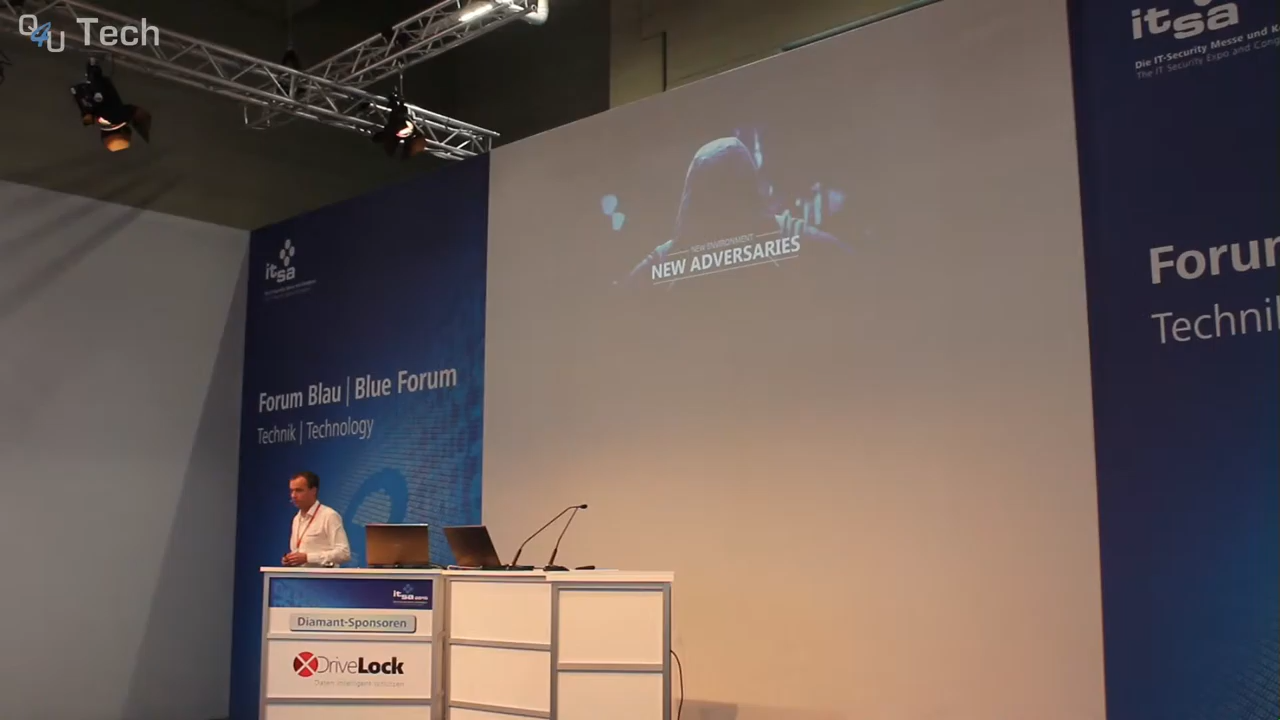 Q4U Tech
itsa
Die IT-Security Messe und K
The IT Security Expo and Cong
NEW ENVIRONMENT
NEW ADVERSARIES
itsa
Forum Blau | Blue Forum
Technik | Technology
Forum
Techni
itsa
Diamant-Sponsoren
DriveLock
Daten intelligent schützen